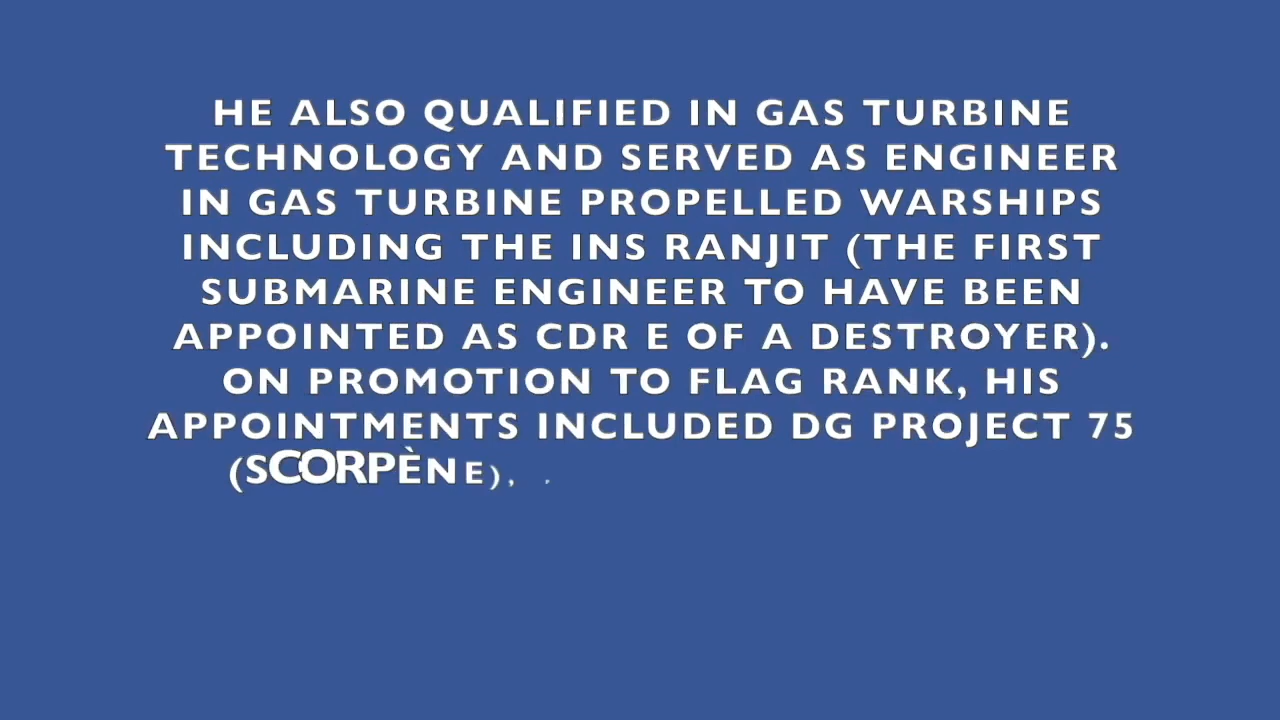 HE ALSO QUALIFIED IN GAS TURBINE
TECHNOLOGY AND SERVED AS ENGINEER
IN GAS TURBINE PROPELLED WARSHIPS
INCLUDING THE INS RANJIT (THE FIRST
SUBMARINE ENGINEER TO HAVE BEEN
APPOINTED AS CDR E OF A DESTROYER).
ON PROMOTION TO FLAG RANK, HIS
APPOINTMENTS INCLUDED DG PROJECT 75
(SCORPÈNE),